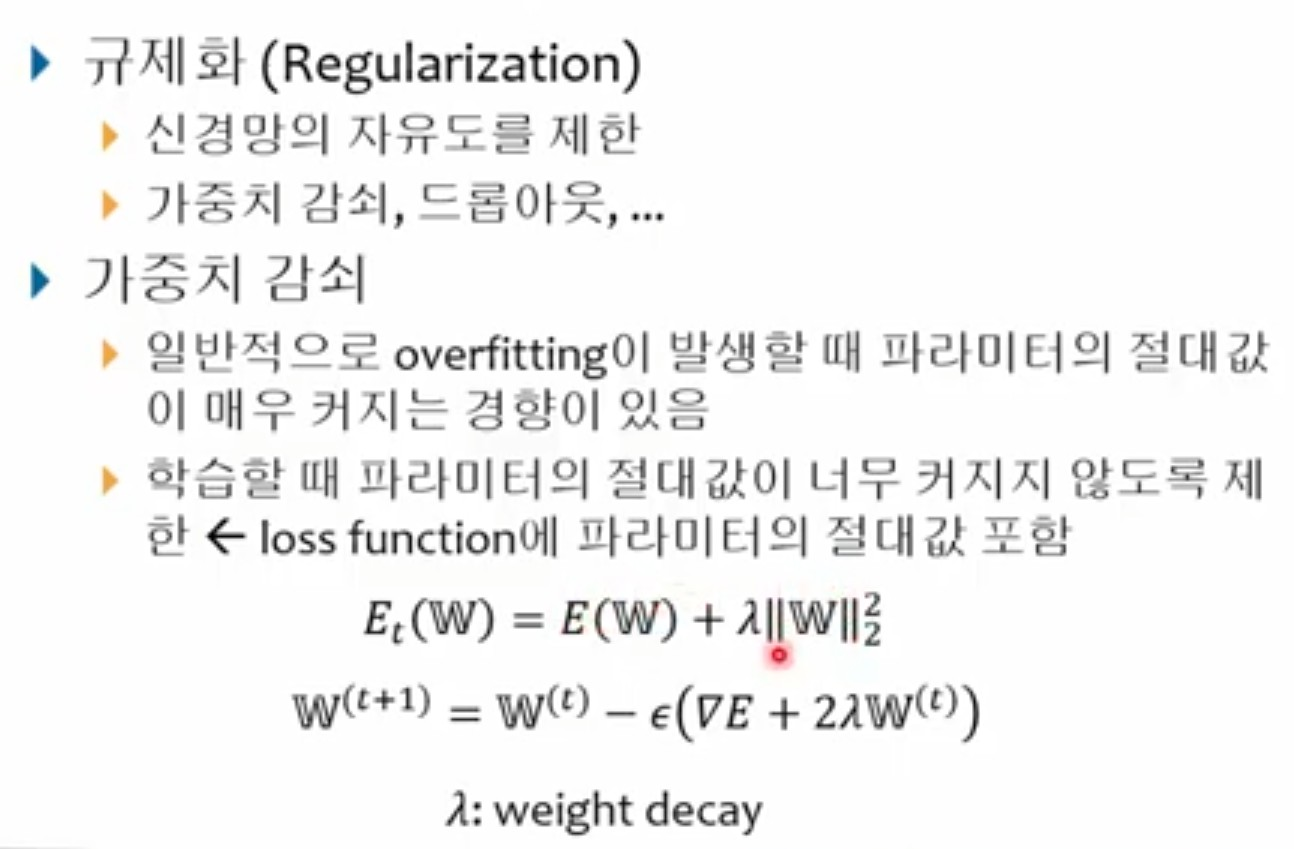 규제화 (Regularization)
신경망의 자유도를 제한
가중치 감쇠, 드롭아웃, ...
가중치 감쇠
일반적으로 overfitting이 발생할 때 파라미터의 절대값
이 매우 커지는 경향이 있음
학습할 때 파라미터의 절대값이 너무 커지지 않도록 제
한 ← loss function에 파라미터의 절대값 포함
E_t(𝕎) = E(𝕎) + λ‖𝕎‖₂²
𝕎^(t+1) = 𝕎^(t) − ϵ(∇E + 2λ𝕎^(t))
λ: weight decay